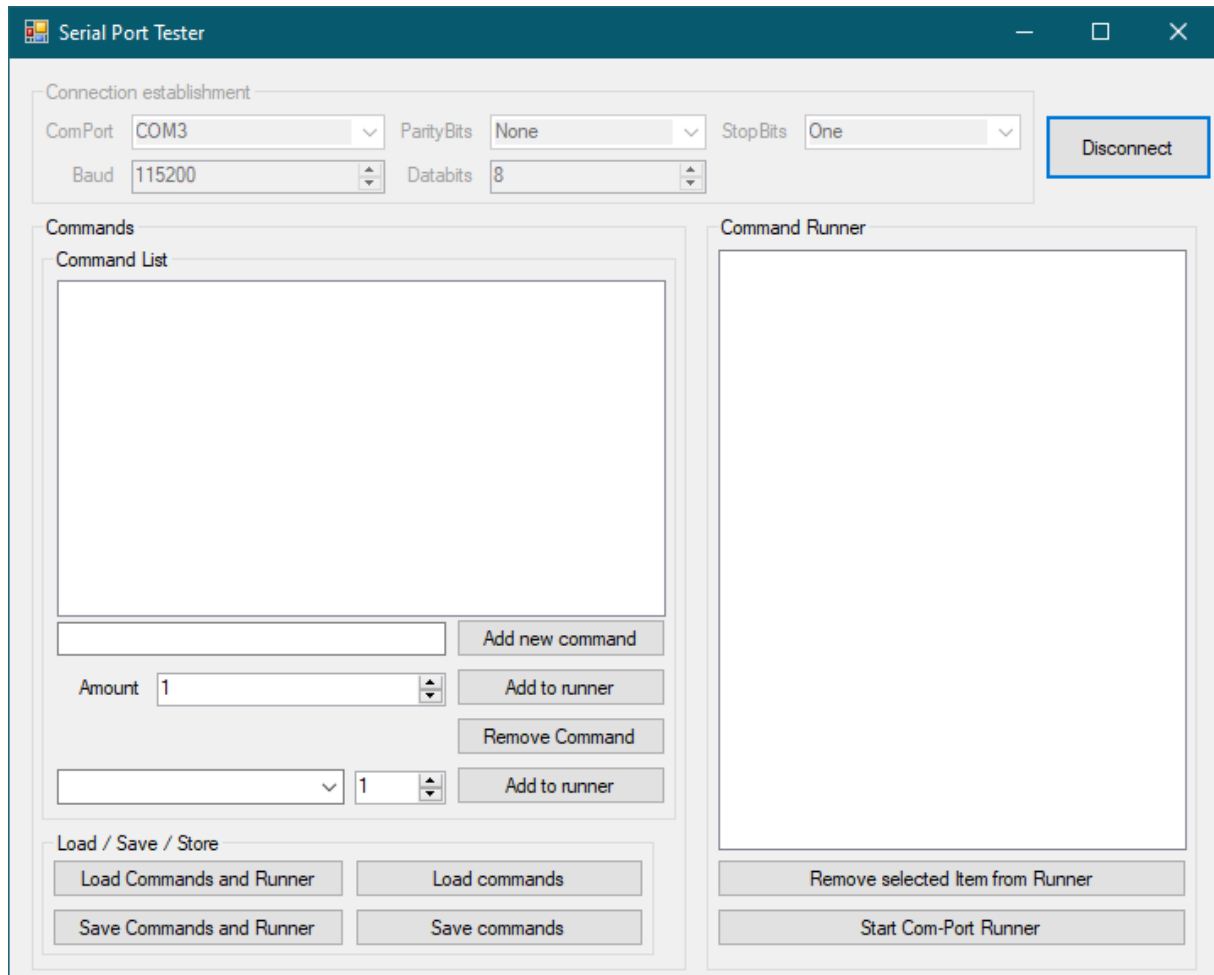 Serial Port Tester
Connection establishment
ComPort COM3 ParityBits None StopBits One
Disconnect
Baud 115200 Databits 8
Commands
Command List
Add new command
Amount 1 Add to runner
Remove Command
1 Add to runner
Load / Save / Store
Load Commands and Runner Load commands
Save Commands and Runner Save commands
Command Runner
Remove selected Item from Runner
Start Com-Port Runner